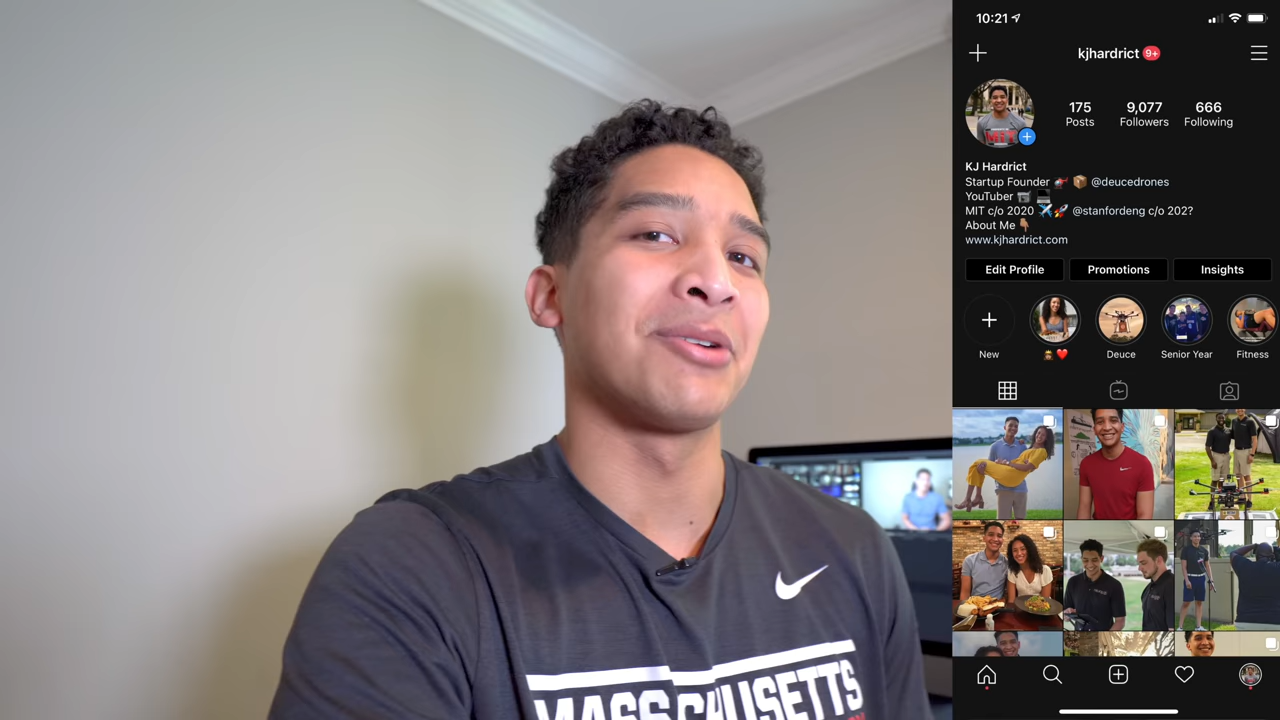 10:21
kjhardrict 9+
175 9,077 666
Posts Followers Following
KJ Hardrict
Startup Founder 🚁 📦 @deucedrones
YouTuber
MIT c/o 2020 ✈️🚀 @stanfordeng c/o 202?
About Me 👇🏽
www.kjhardrict.com
Edit Profile Promotions Insights
New 👸🏽❤️ Deuce Senior Year Fitness
MIT
MASSACHUSETTS